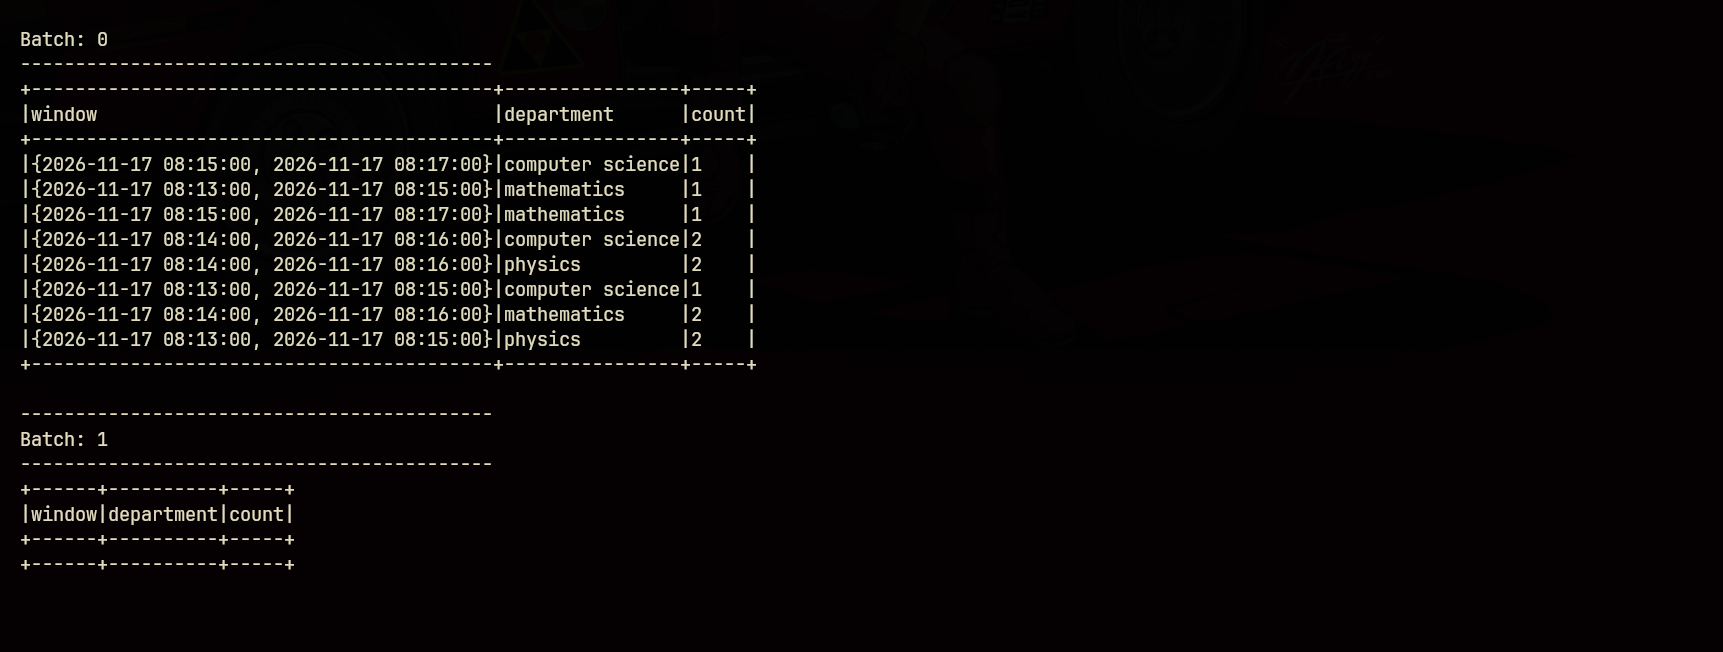 Batch: 0
-------------------------------------------
+------------------------------------------+----------------+-----+
|window                                    |department      |count|
+------------------------------------------+----------------+-----+
|{2026-11-17 08:15:00, 2026-11-17 08:17:00}|computer science|1    |
|{2026-11-17 08:13:00, 2026-11-17 08:15:00}|mathematics     |1    |
|{2026-11-17 08:15:00, 2026-11-17 08:17:00}|mathematics     |1    |
|{2026-11-17 08:14:00, 2026-11-17 08:16:00}|computer science|2    |
|{2026-11-17 08:14:00, 2026-11-17 08:16:00}|physics         |2    |
|{2026-11-17 08:13:00, 2026-11-17 08:15:00}|computer science|1    |
|{2026-11-17 08:14:00, 2026-11-17 08:16:00}|mathematics     |2    |
|{2026-11-17 08:13:00, 2026-11-17 08:15:00}|physics         |2    |
+------------------------------------------+----------------+-----+
-------------------------------------------
Batch: 1
-------------------------------------------
+------+----------+-----+
|window|department|count|
+------+----------+-----+
+------+----------+-----+